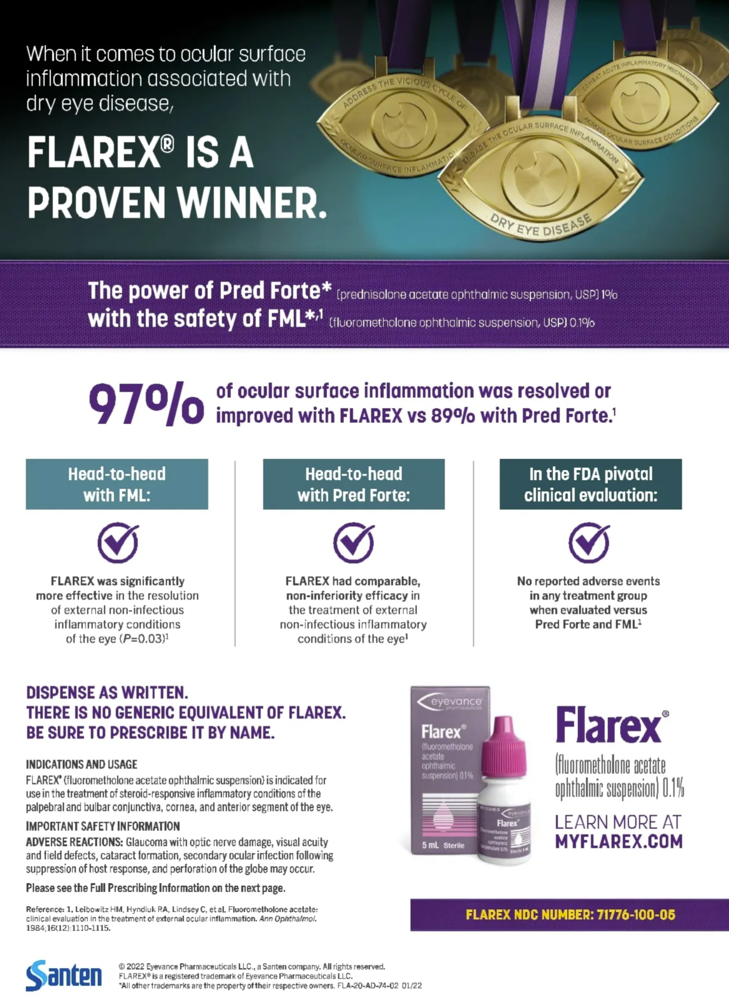 When it comes to ocular surface
inflammation associated with
dry eye disease,
FLAREX® IS A
PROVEN WINNER.
ADDRESS THE VICIOUS CYCLE OF
OCULAR SURFACE INFLAMMATION
ENGAGE THE OCULAR SURFACE INFLAMMATION
DRY EYE DISEASE
COMBAT ACUTE INFLAMMATORY MECHANISMS
ACROSS OCULAR SURFACE CONDITIONS
The power of Pred Forte* (prednisolone acetate ophthalmic suspension, USP) 1%
with the safety of FML*,1 (fluorometholone ophthalmic suspension, USP) 0.1%
97% of ocular surface inflammation was resolved or
improved with FLAREX vs 89% with Pred Forte.1
Head-to-head
with FML:
FLAREX was significantly
more effective in the resolution
of external non-infectious
inflammatory conditions
of the eye (P=0.03)1
Head-to-head
with Pred Forte:
FLAREX had comparable,
non-inferiority efficacy in
the treatment of external
non-infectious inflammatory
conditions of the eye1
In the FDA pivotal
clinical evaluation:
No reported adverse events
in any treatment group
when evaluated versus
Pred Forte and FML1
DISPENSE AS WRITTEN.
THERE IS NO GENERIC EQUIVALENT OF FLAREX.
BE SURE TO PRESCRIBE IT BY NAME.
INDICATIONS AND USAGE
FLAREX® (fluorometholone acetate ophthalmic suspension) is indicated for
use in the treatment of steroid-responsive inflammatory conditions of the
palpebral and bulbar conjunctiva, cornea, and anterior segment of the eye.
IMPORTANT SAFETY INFORMATION
ADVERSE REACTIONS: Glaucoma with optic nerve damage, visual acuity
and field defects, cataract formation, secondary ocular infection following
suppression of host response, and perforation of the globe may occur.
Please see the Full Prescribing Information on the next page.
Reference: 1. Leibowitz HM, Hyndiuk RA, Lindsey C, et al. Fluorometholone acetate:
clinical evaluation in the treatment of external ocular inflammation. Ann Ophthalmol.
1984;16(12):1110-1115.
eyevance
pharmaceuticals
Flarex®
(fluorometholone
acetate
ophthalmic
suspension) 0.1%
5 mL Sterile
eyevance
Flarex®
fluorometholone
acetate
ophthalmic
suspension) 0.1% Sterile 5 mL
Flarex®
(fluorometholone acetate
ophthalmic suspension) 0.1%
LEARN MORE AT
MYFLAREX.COM
FLAREX NDC NUMBER: 71776-100-05
Santen
© 2022 Eyevance Pharmaceuticals LLC., a Santen company. All rights reserved.
FLAREX® is a registered trademark of Eyevance Pharmaceuticals LLC.
*All other trademarks are the property of their respective owners. FLA-20-AD-74-02 01/22